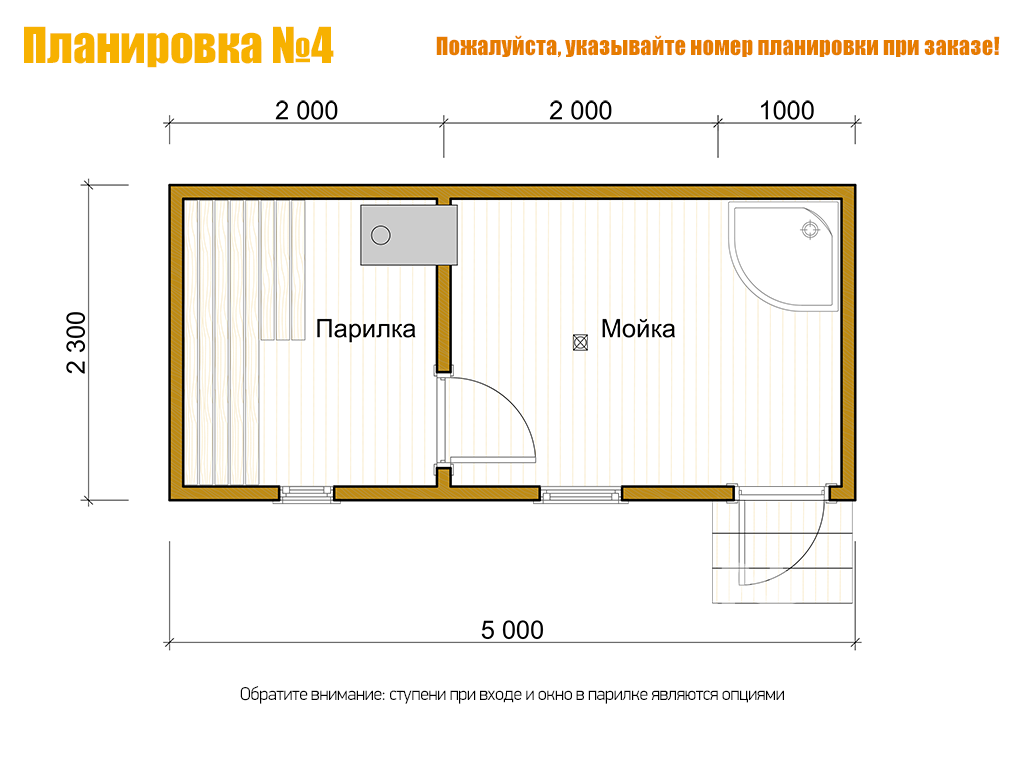 Планировка №4
Пожалуйста, указывайте номер планировки при заказе!
2 000
2 000
1000
2 300
Парилка
Мойка
5 000
Обратите внимание: ступени при входе и окно в парилке являются опциями